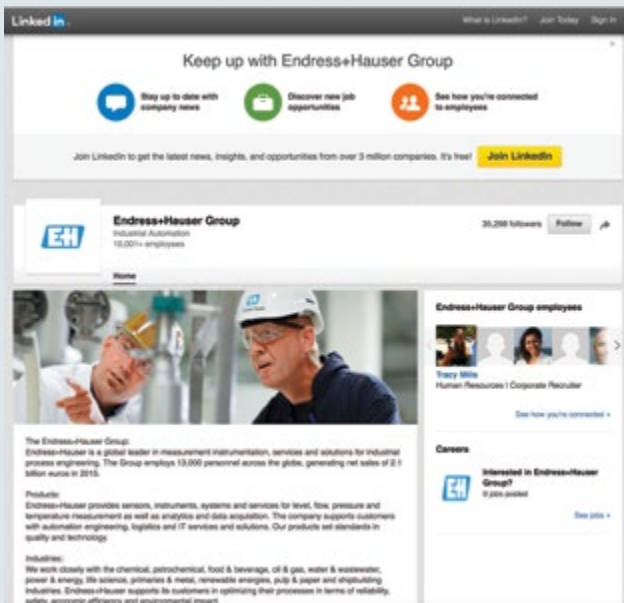 Linked in
What is LinkedIn? Join Today Sign In
Keep up with Endress+Hauser Group
Stay up to date with
company news
Discover new job
opportunities
See how you're connected
to employees
Join LinkedIn to get the latest news, insights, and opportunities from over 3 million companies. It's free!
Join LinkedIn
EH
Endress+Hauser Group
Industrial Automation
10,001+ employees
followers Follow
Home
Endress+Hauser Group employees
Tracy Mills
Human Resources | Corporate Recruiter
See how you're connected
Careers
EH
Interested in Endress+Hauser
Group?
9 jobs posted
See jobs
The Endress+Hauser Group:
Endress+Hauser is a global leader in measurement instrumentation, services and solutions for industrial
process engineering. The Group employs 13,000 personnel across the globe, generating net sales of 2.1
billion euros in 2015.
Products:
Endress+Hauser provides sensors, instruments, systems and services for level, flow, pressure and
temperature measurement as well as analytics and data acquisition. The company supports customers
with automation engineering, logistics and IT services and solutions. Our products set standards in
quality and technology.
Industries:
We work closely with the chemical, petrochemical, food & beverage, oil & gas, water & wastewater,
power & energy, life science, primaries & metal, renewable energies, pulp & paper and shipbuilding
industries. Endress+Hauser supports its customers in optimizing their processes in terms of reliability,
safety, economic efficiency and environmental impact.